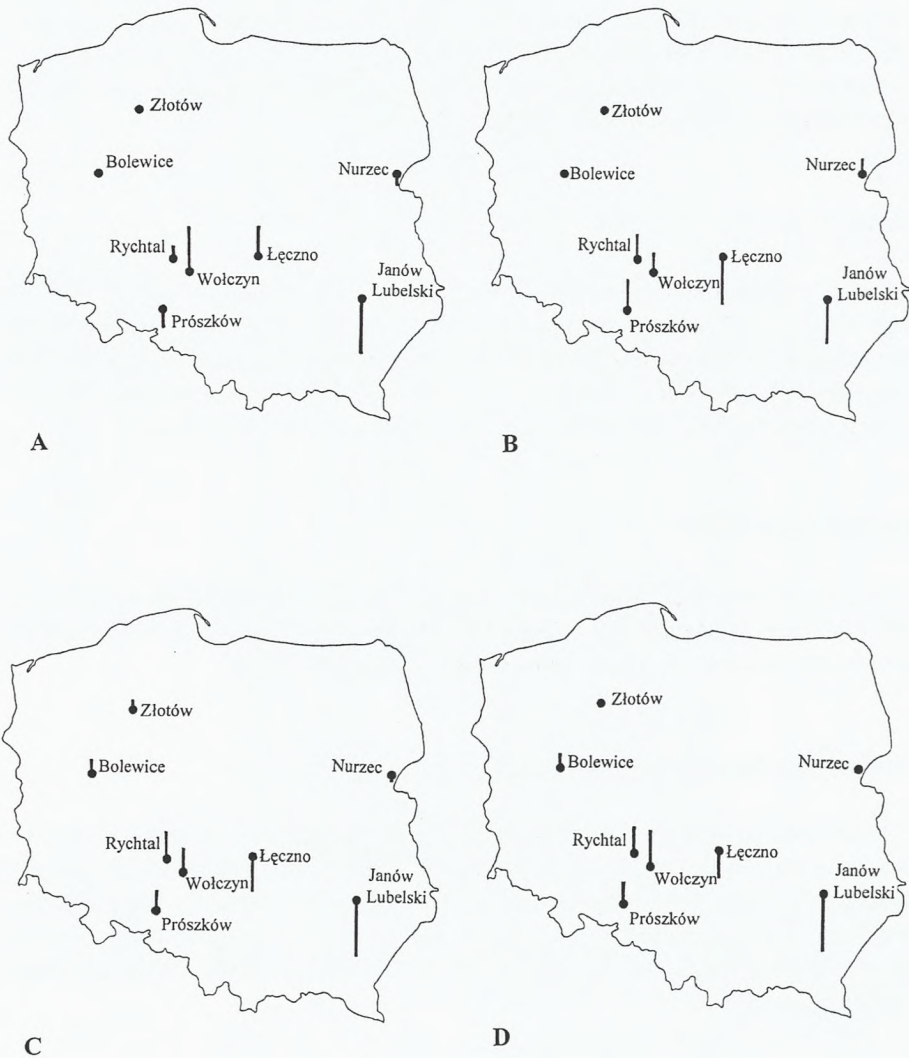 Złotów
Bolewice
Nurzec
Rychtal
Łęczno
Wołczyn
Janów
Lubelski
Prószków
A
Złotów
Bolewice
Nurzec
Rychtal
Łęczno
Wołczyn
Janów
Lubelski
Prószków
B
Złotów
Bolewice
Nurzec
Rychtal
Łęczno
Wołczyn
Janów
Lubelski
Prószków
C
Złotów
Bolewice
Nurzec
Rychtal
Łęczno
Wołczyn
Janów
Lubelski
Prószków
D